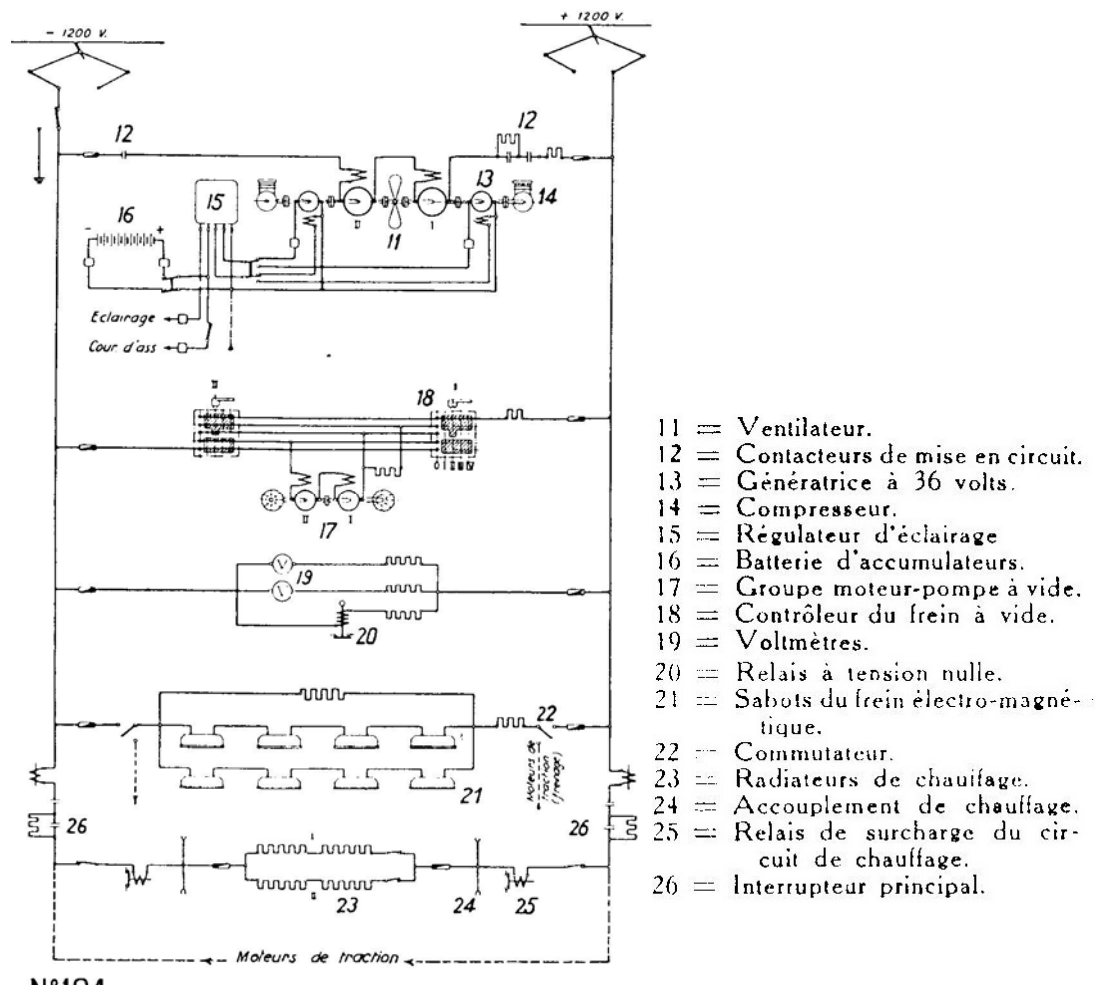 - 1200 V.
+ 1200 V.
12
12
15
13
14
16
- +
II
11
I
Eclairage
Cour. d'ass
II
18
I
0 I II III IV
II
17
I
V
19
V
20
22
Moteurs de
traction
(freinage)
21
26
26
I
II
23
24
25
Moteurs de traction
11 = Ventilateur.
12 = Contacteurs de mise en circuit.
13 = Génératrice à 36 volts.
14 = Compresseur.
15 = Régulateur d'éclairage
16 = Batterie d'accumulateurs.
17 = Groupe moteur-pompe à vide.
18 = Contrôleur du frein à vide.
19 = Voltmètres.
20 = Relais à tension nulle.
21 = Sabots du frein électro-magné-
tique.
22 = Commutateur.
23 = Radiateurs de chauffage.
24 = Accouplement de chauffage.
25 = Relais de surcharge du cir-
cuit de chauffage.
26 = Interrupteur principal.